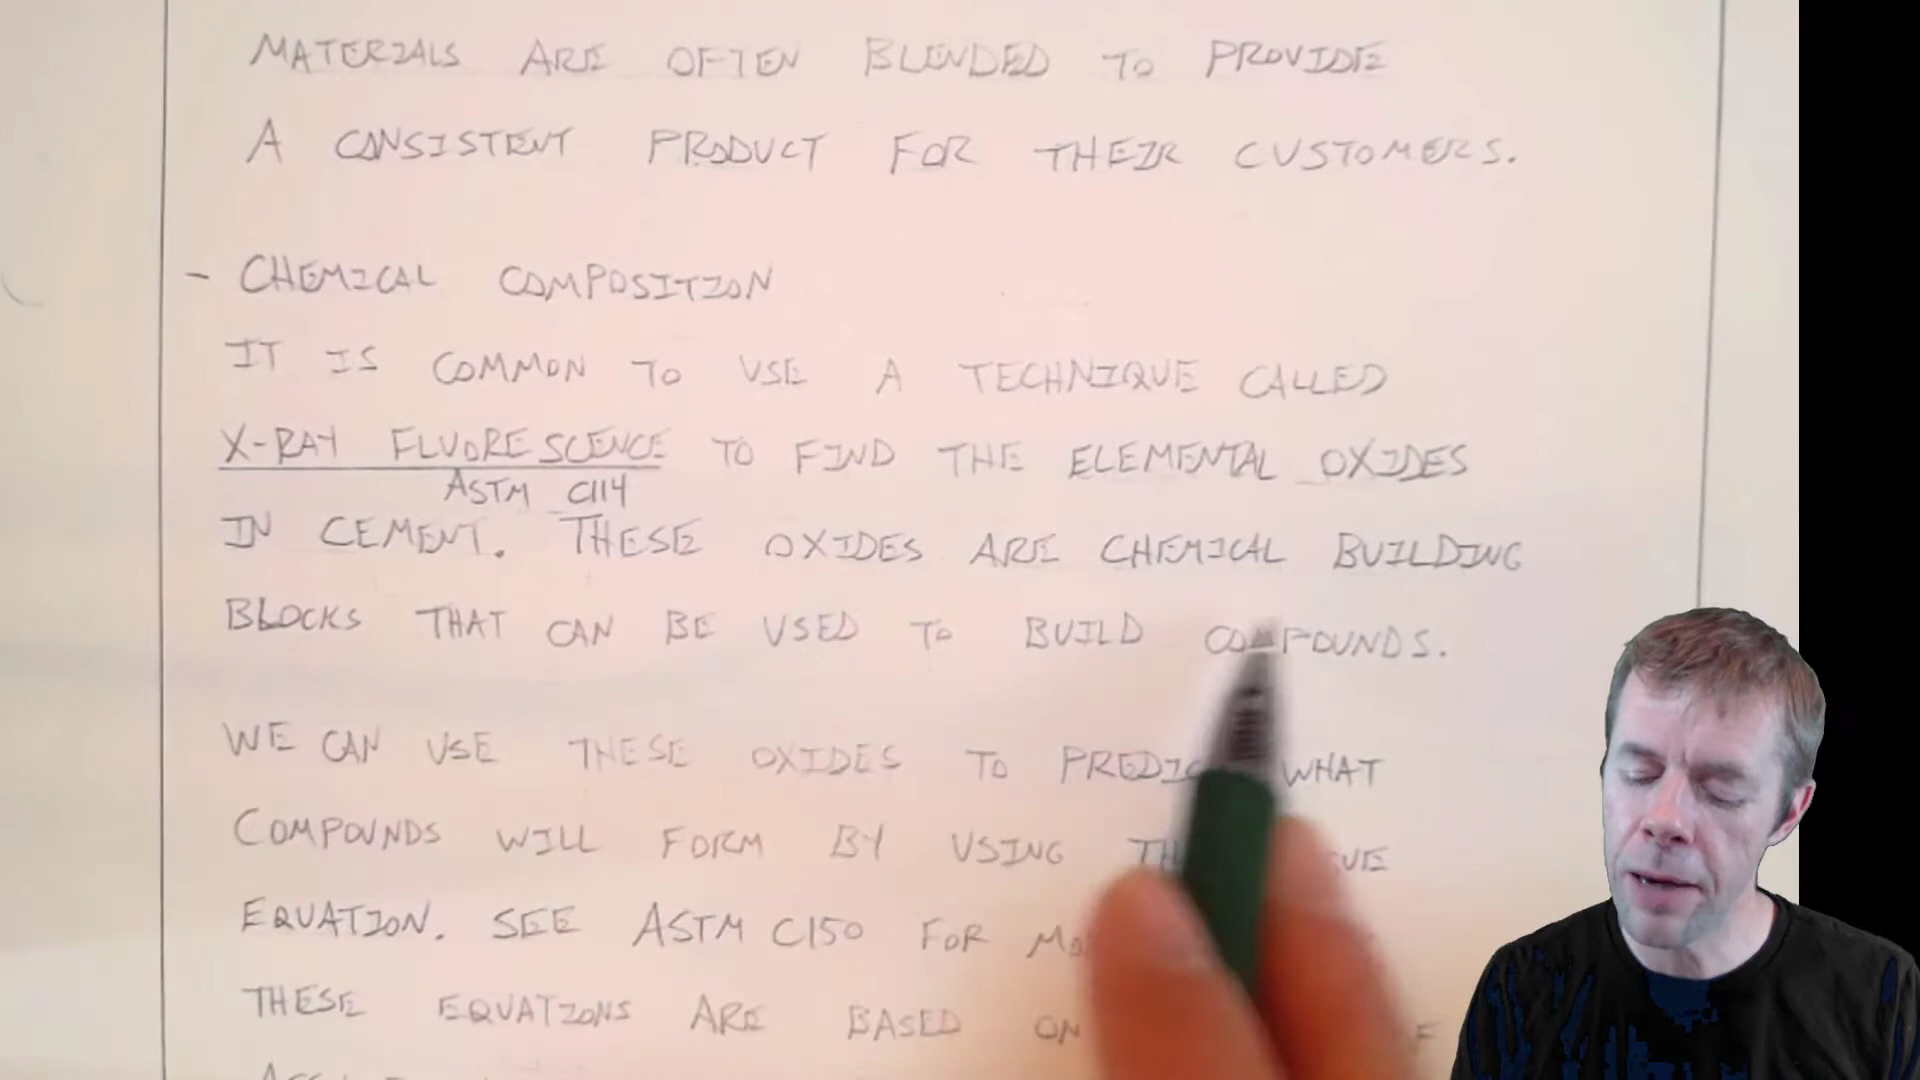 MATERIALS ARE OFTEN BLENDED TO PROVIDE
A CONSISTENT PRODUCT FOR THEIR CUSTOMERS.
- CHEMICAL COMPOSITION
IT IS COMMON TO USE A TECHNIQUE CALLED
X-RAY FLUORESCENCE TO FIND THE ELEMENTAL OXIDES
ASTM C114
IN CEMENT. THESE OXIDES ARE CHEMICAL BUILDING
BLOCKS THAT CAN BE USED TO BUILD COMPOUNDS.
WE CAN USE THESE OXIDES TO WHAT
COMPOUNDS WILL FORM BY USING
EQUATION. SEE ASTM C150 FOR
THESE EQUATIONS ARE BASED ON